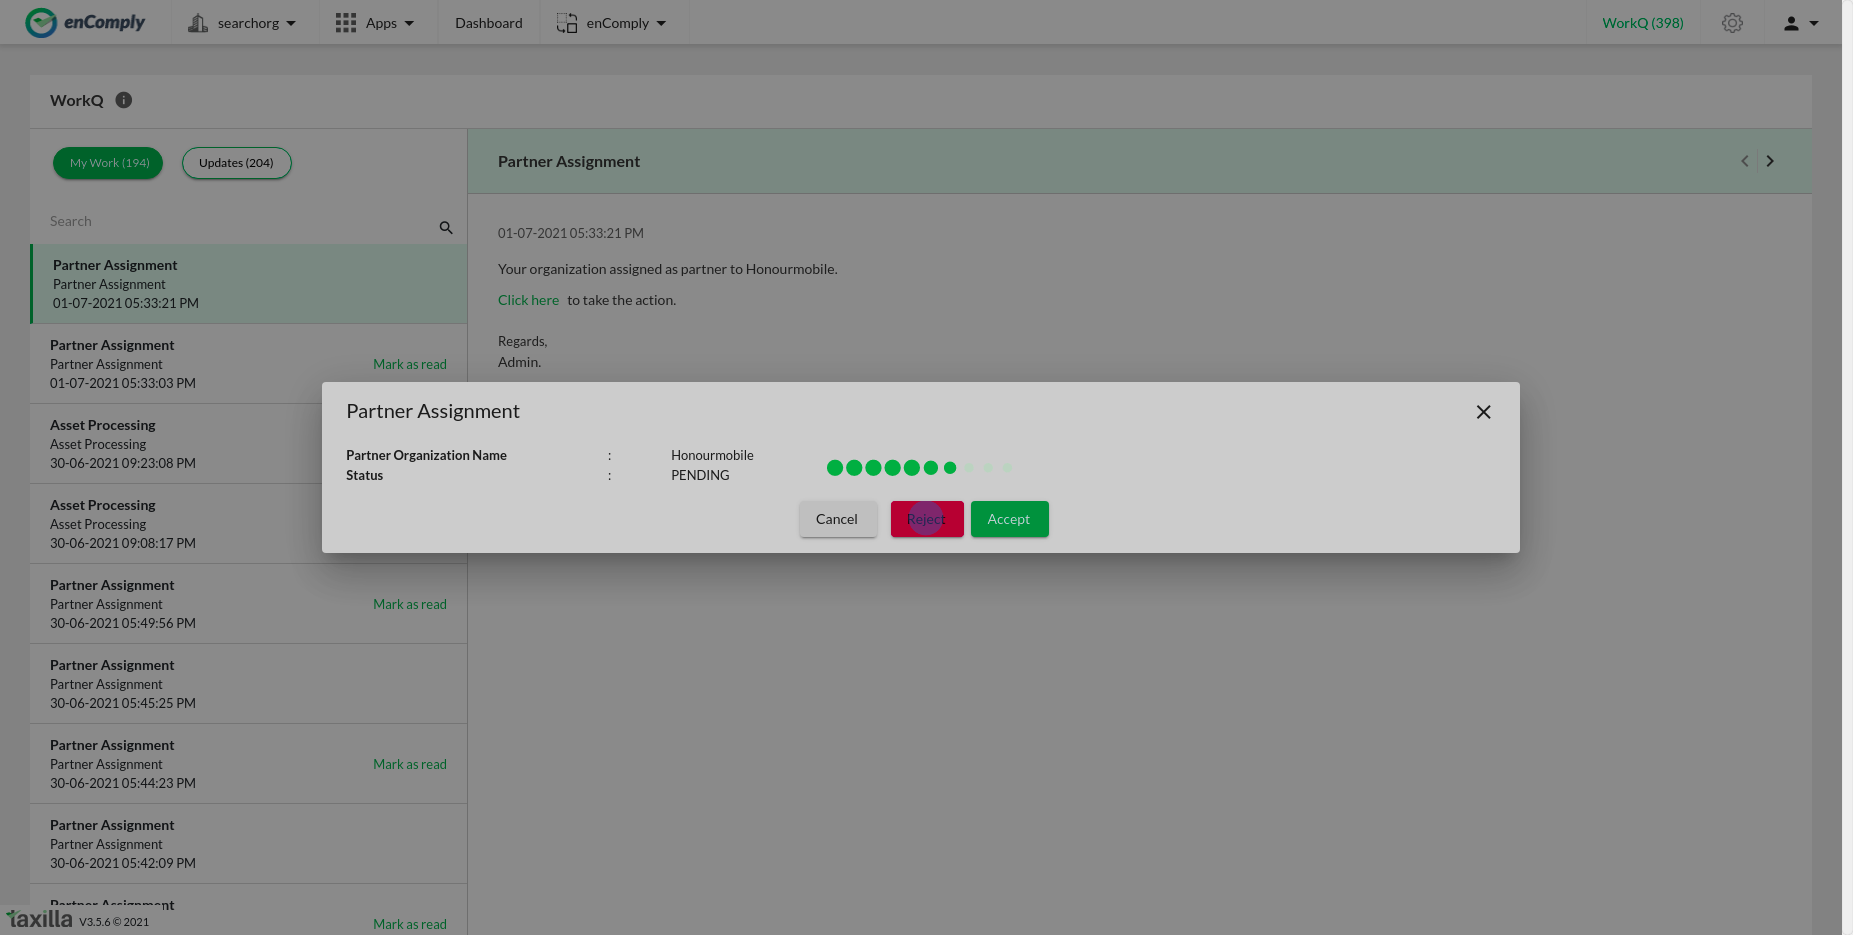 enComply searchorg Apps Dashboard enComply WorkQ (398)
WorkQ
My Work (194) Updates (204)
Search
Partner Assignment
Partner Assignment
01-07-2021 05:33:21 PM
Partner Assignment
Partner Assignment Mark as read
01-07-2021 05:33:03 PM
Asset Processing
Asset Processing
30-06-2021 09:23:08 PM
Asset Processing
Asset Processing
30-06-2021 09:08:17 PM
Partner Assignment
Partner Assignment Mark as read
30-06-2021 05:49:56 PM
Partner Assignment
Partner Assignment
30-06-2021 05:45:25 PM
Partner Assignment
Partner Assignment Mark as read
30-06-2021 05:44:23 PM
Partner Assignment
Partner Assignment
30-06-2021 05:42:09 PM
Partner Assignment
Mark as read
taxilla V3.5.6 © 2021
Partner Assignment
01-07-2021 05:33:21 PM
Your organization assigned as partner to Honourmobile.
Click here to take the action.
Regards,
Admin.
Partner Assignment
Partner Organization Name : Honourmobile
Status : PENDING
Cancel Reject Accept